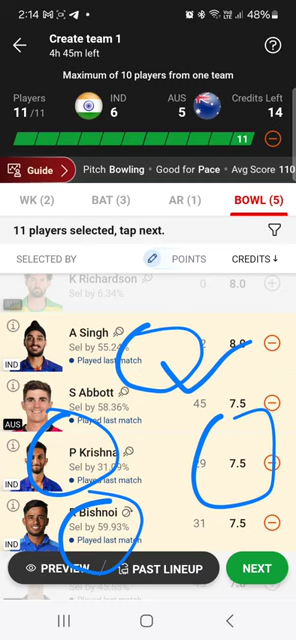 2:14 48%
Create team 1
4h 45m left
Maximum of 10 players from one team
Players IND AUS Credits Left
11/11 6 5 14
11
Guide Pitch Bowling • Good for Pace • Avg Score 110
WK (2) BAT (3) AR (1) BOWL (5)
11 players selected, tap next.
SELECTED BY POINTS CREDITS↓
K Richardson
Sel by 6.34% 0 8.0
A Singh
Sel by 55.24%
Played last match
IND
S Abbott
Sel by 58.36% 45 7.5
Played last match
AUS
P Krishna
Sel by 31.09% 29 7.5
Played last match
IND
R Bishnoi
Sel by 59.93% 31 7.5
Played last match
IND
PREVIEW / PAST LINEUP NEXT